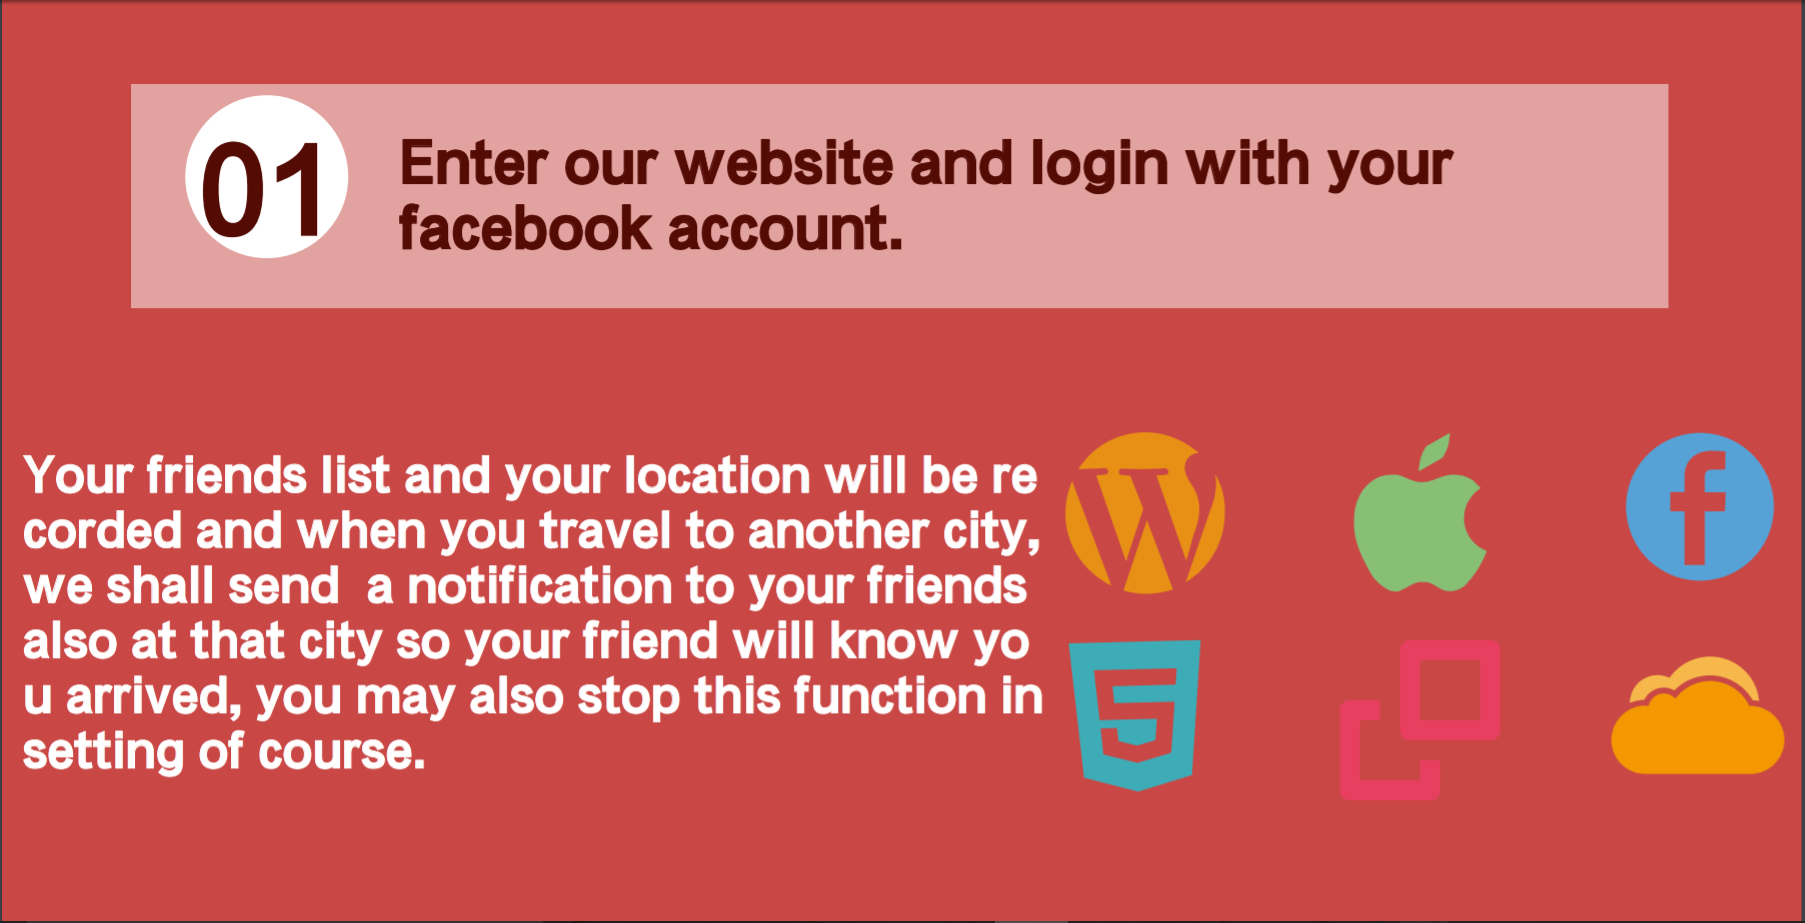 01
Enter our website and login with your
facebook account.
Your friends list and your location will be re
corded and when you travel to another city,
we shall send  a notification to your friends
also at that city so your friend will know yo
u arrived, you may also stop this function in
setting of course.